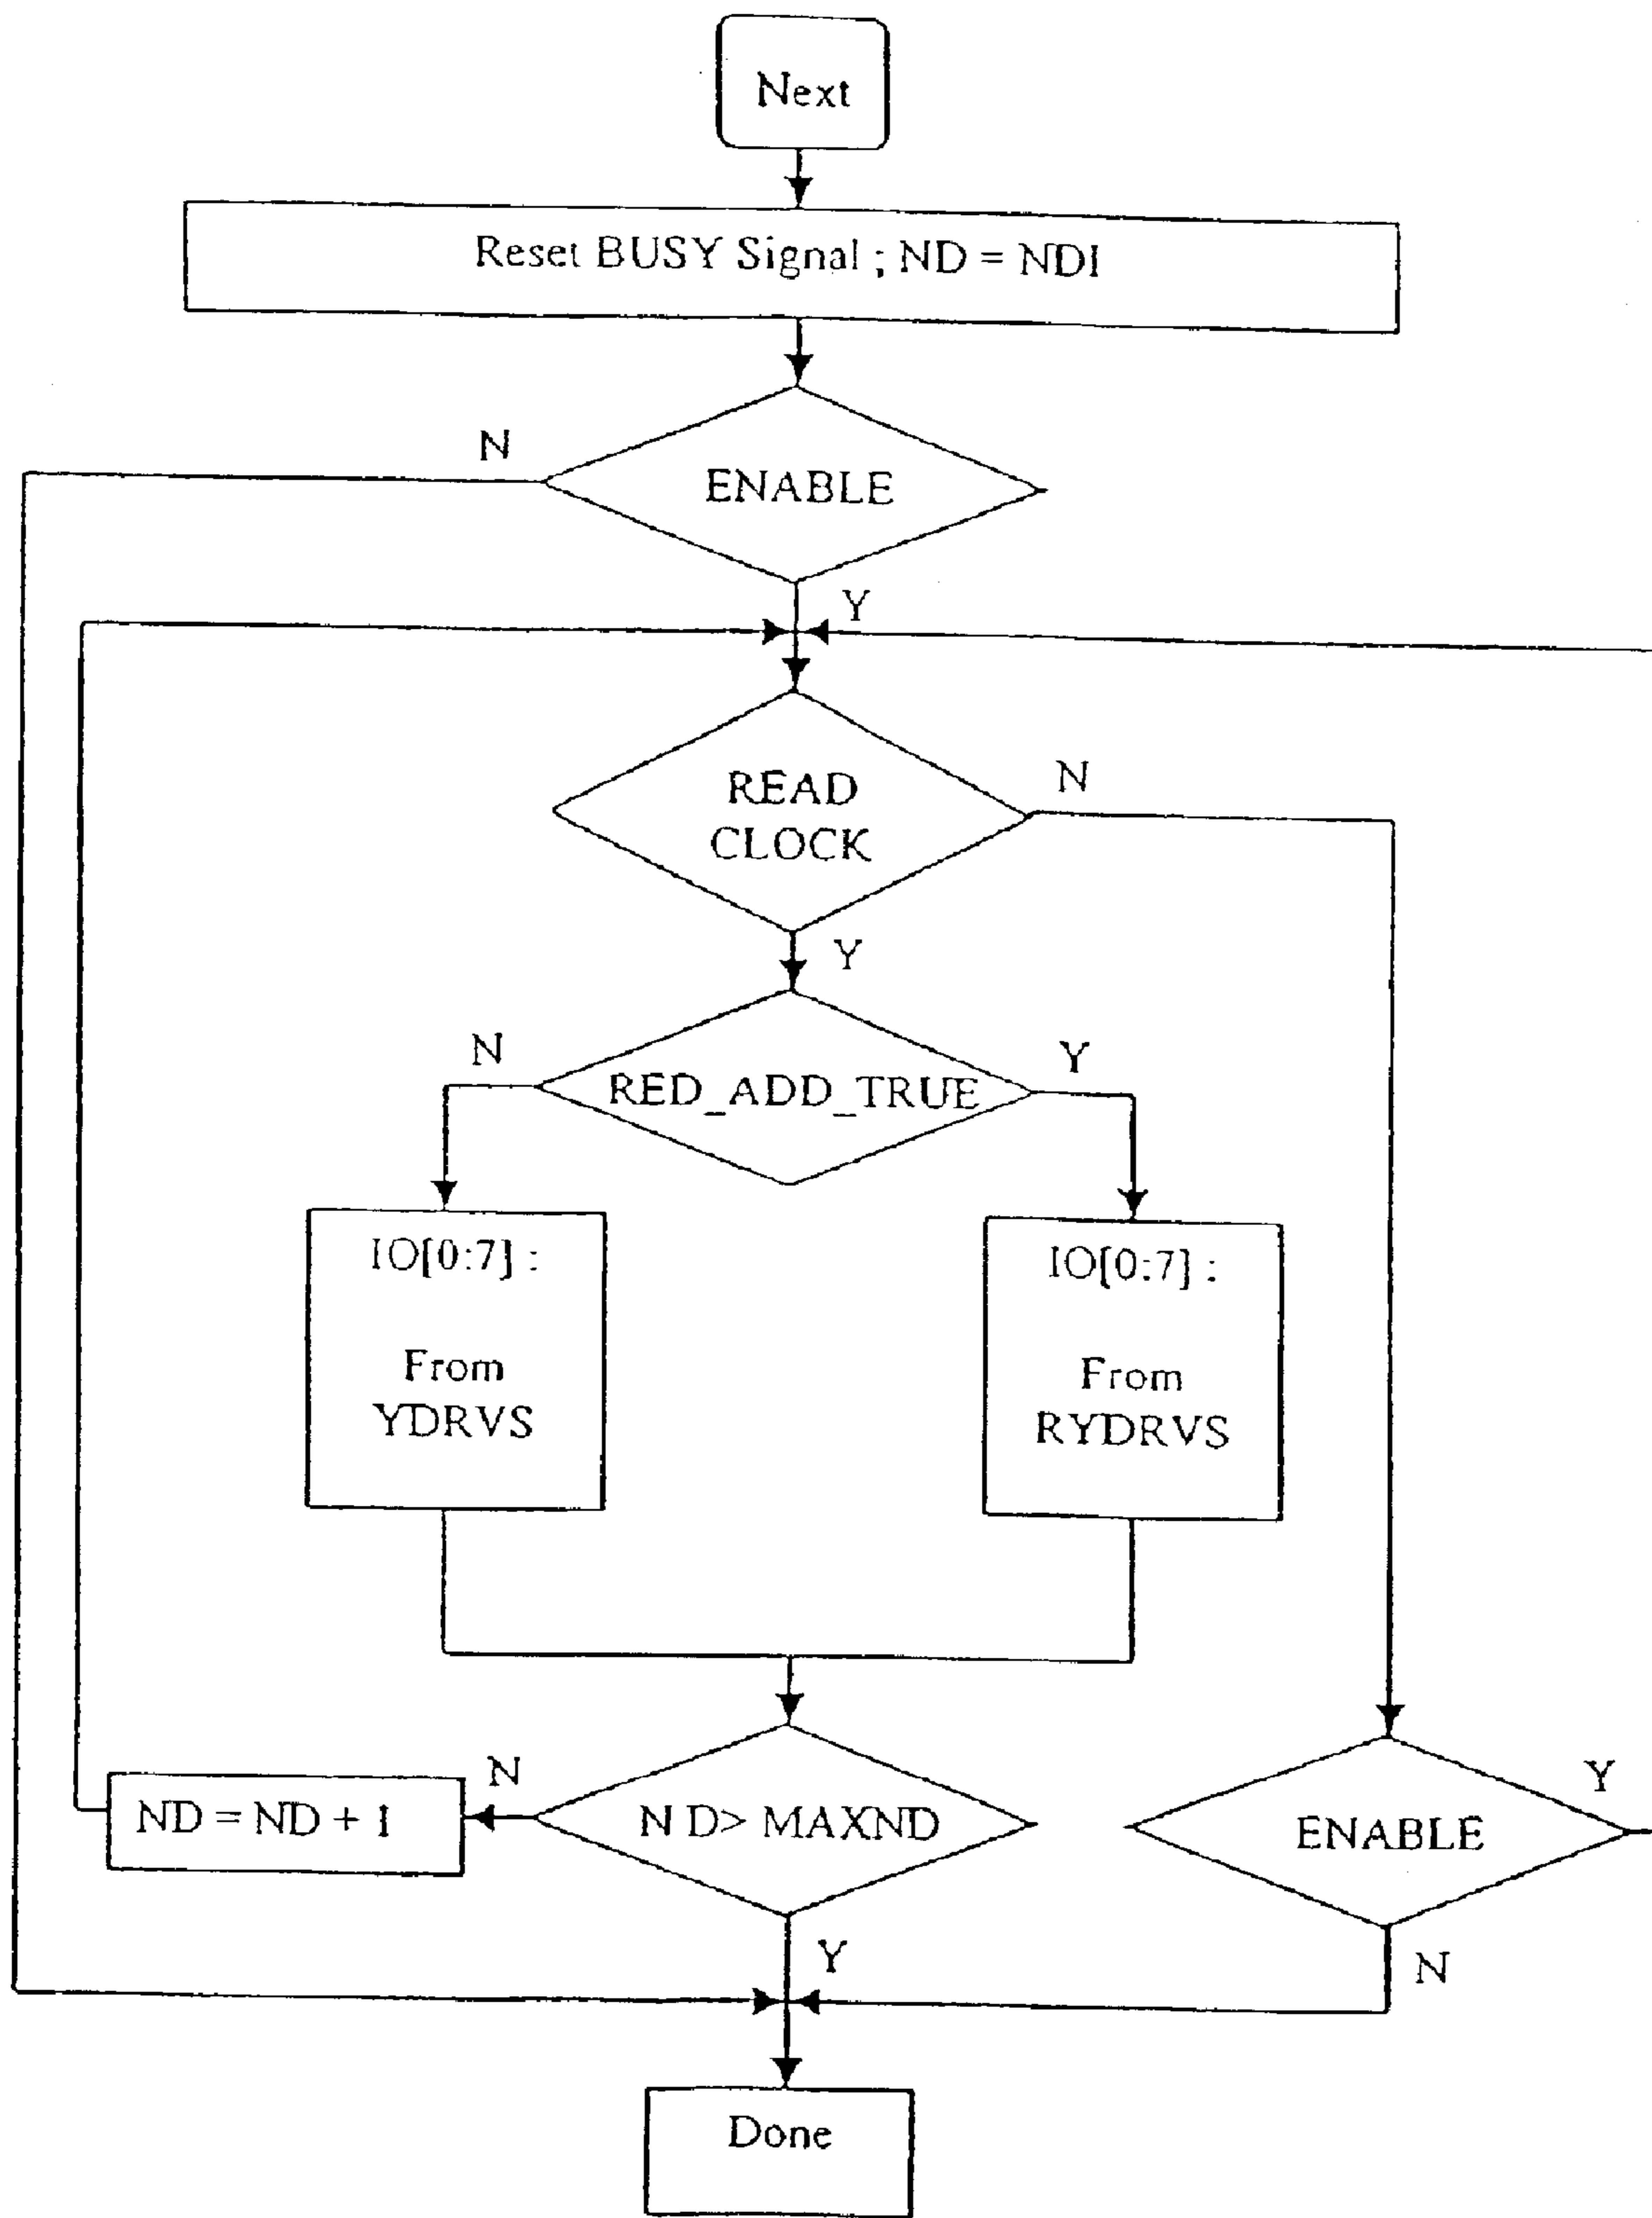 Next
Reset BUSY Signal ; ND = NDI
N
ENABLE
Y
READ
CLOCK
N
Y
N
RED_ADD_TRUE
Y
IO[0:7] :
From
YDRVS
IO[0:7] :
From
RYDRVS
ND = ND + 1
N
N D> MAXND
Y
ENABLE
Y
N
Done